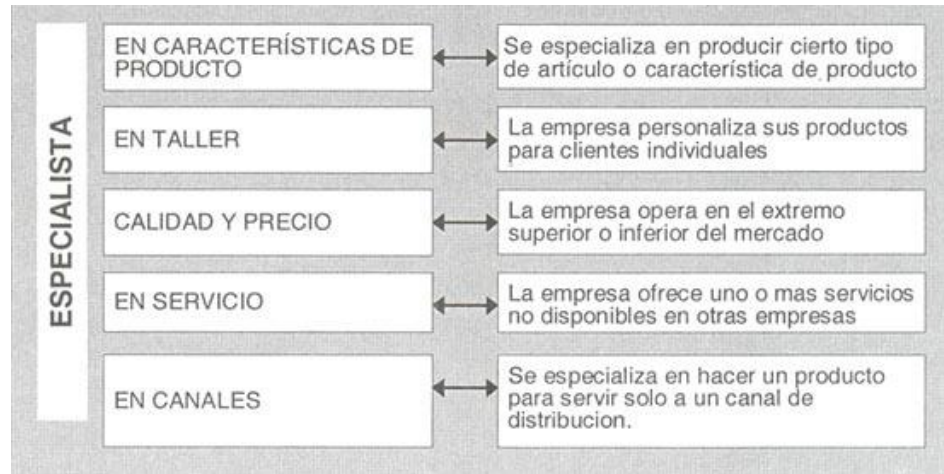 ESPECIALISTA
EN CARACTERÍSTICAS DE
PRODUCTO
Se especializa en producir cierto tipo
de artículo o característica de producto
EN TALLER
La empresa personaliza sus productos
para clientes individuales
CALIDAD Y PRECIO
La empresa opera en el extremo
superior o inferior del mercado
EN SERVICIO
La empresa ofrece uno o mas servicios
no disponibles en otras empresas
EN CANALES
Se especializa en hacer un producto
para servir solo a un canal de
distribucion.